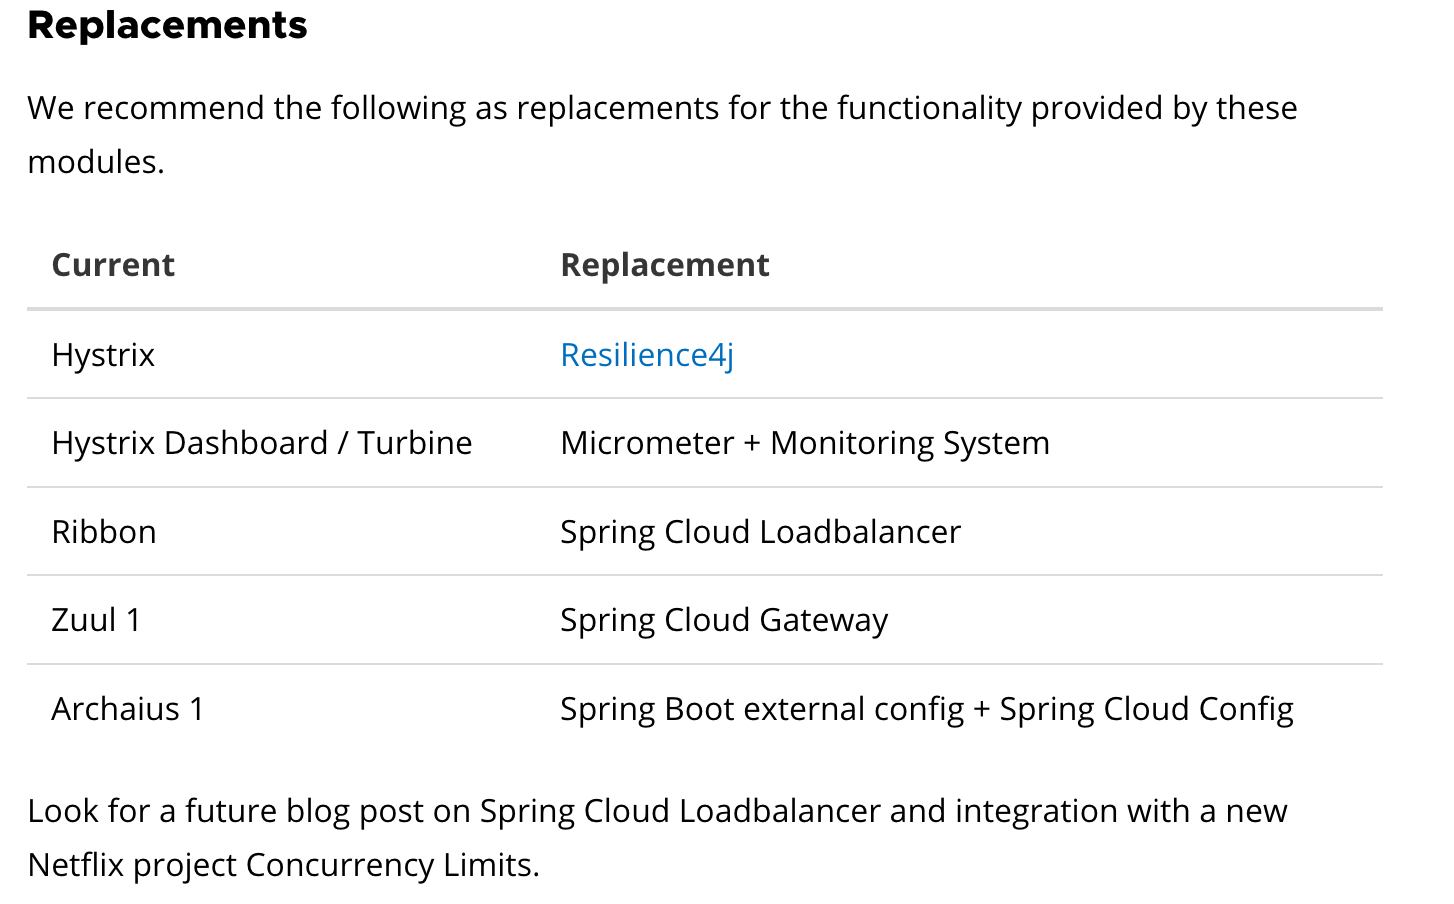 Replacements
We recommend the following as replacements for the functionality provided by these
modules.
Current Replacement
Hystrix Resilience4j
Hystrix Dashboard / Turbine Micrometer + Monitoring System
Ribbon Spring Cloud Loadbalancer
Zuul 1 Spring Cloud Gateway
Archaius 1 Spring Boot external config + Spring Cloud Config
Look for a future blog post on Spring Cloud Loadbalancer and integration with a new
Netflix project Concurrency Limits.